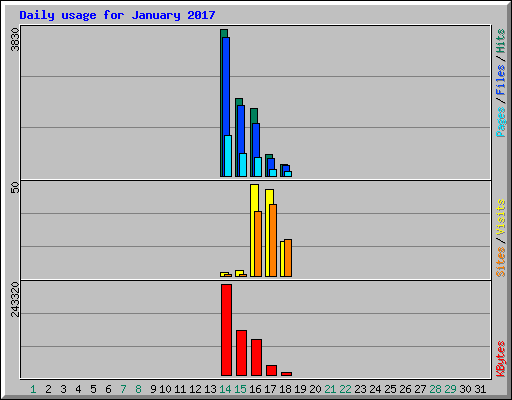 Daily usage for January 2017
3830
Pages / Files / Hits
50
Sites / Visits
243320
KBytes
1 2 3 4 5 6 7 8 9 10 11 12 13 14 15 16 17 18 19 20 21 22 23 24 25 26 27 28 29 30 31